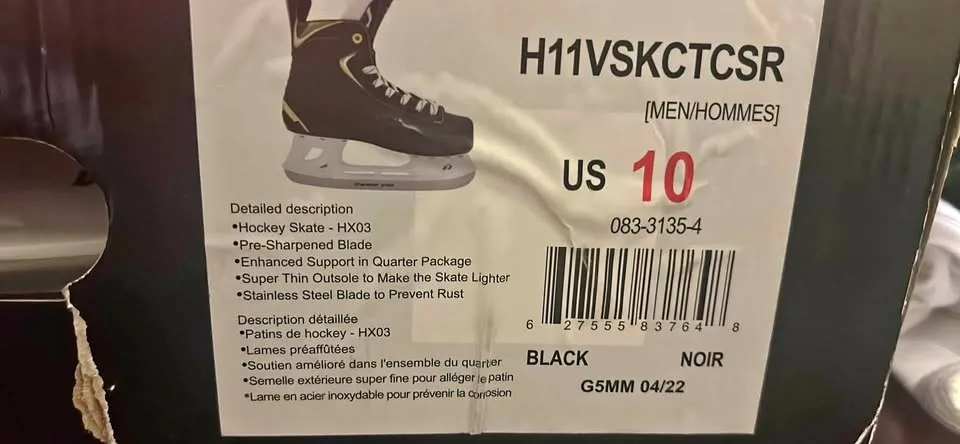 H11VSKCTCSR
[MEN/HOMMES]
US 10
083-3135-4
Detailed description
•Hockey Skate - HX03
•Pre-Sharpened Blade
•Enhanced Support in Quarter Package
•Super Thin Outsole to Make the Skate Lighter
•Stainless Steel Blade to Prevent Rust
Description détaillée
•Patins de hockey - HX03
•Lames préaffûtées
•Soutien amélioré dans l'ensemble du quartier
•Semelle extérieure super fine pour alléger le patin
•Lame en acier inoxydable pour prévenir la corrosion
6 27555 83764 8
BLACK NOIR
G5MM 04/22